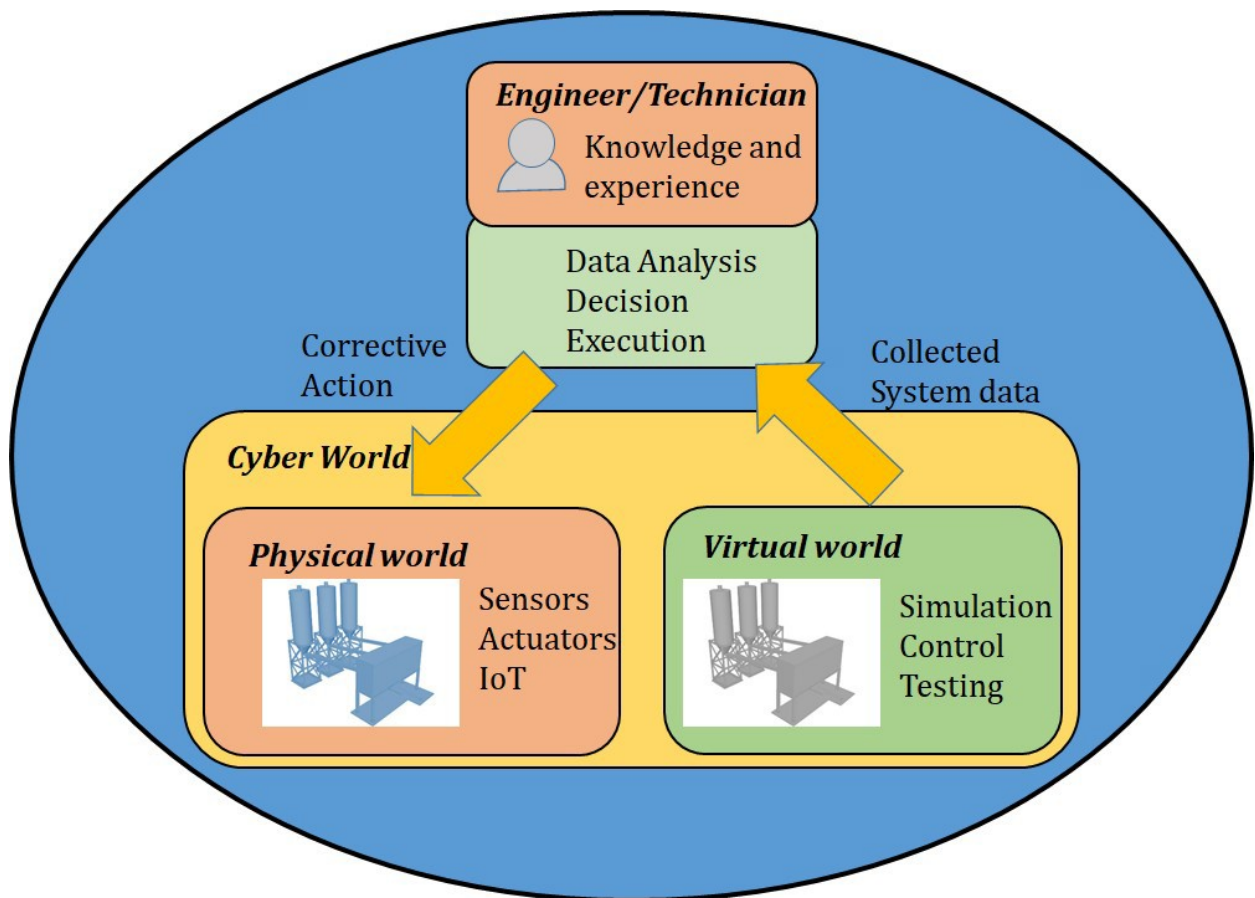 Engineer/Technician
Knowledge and
experience
Data Analysis
Decision
Execution
Corrective
Action
Collected
System data
Cyber World
Physical world
Sensors
Actuators
IoT
Virtual world
Simulation
Control
Testing